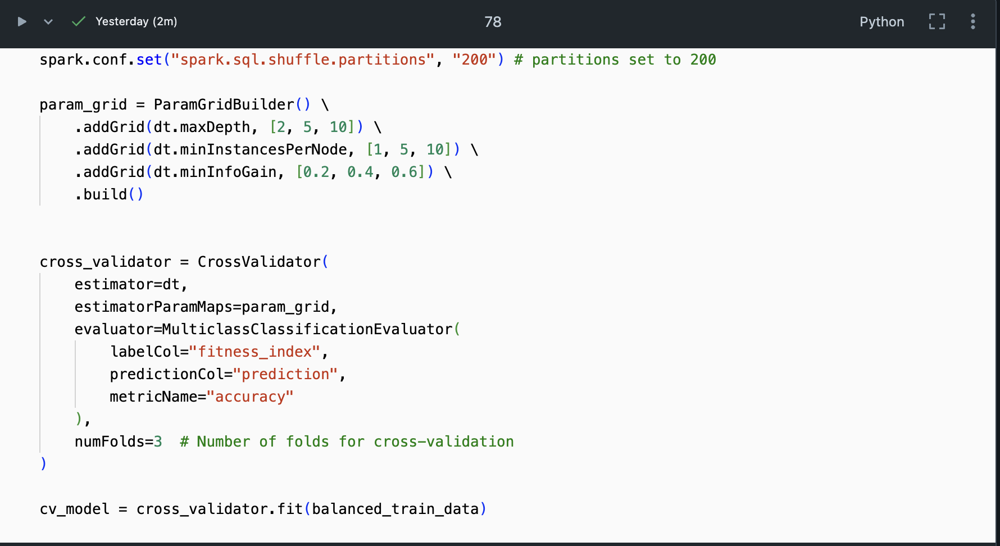 Yesterday (2m) 78 Python
spark.conf.set("spark.sql.shuffle.partitions", "200") # partitions set to 200
param_grid = ParamGridBuilder() \
    .addGrid(dt.maxDepth, [2, 5, 10]) \
    .addGrid(dt.minInstancesPerNode, [1, 5, 10]) \
    .addGrid(dt.minInfoGain, [0.2, 0.4, 0.6]) \
    .build()
cross_validator = CrossValidator(
    estimator=dt,
    estimatorParamMaps=param_grid,
    evaluator=MulticlassClassificationEvaluator(
        labelCol="fitness_index",
        predictionCol="prediction",
        metricName="accuracy"
    ),
    numFolds=3  # Number of folds for cross-validation
)
cv_model = cross_validator.fit(balanced_train_data)